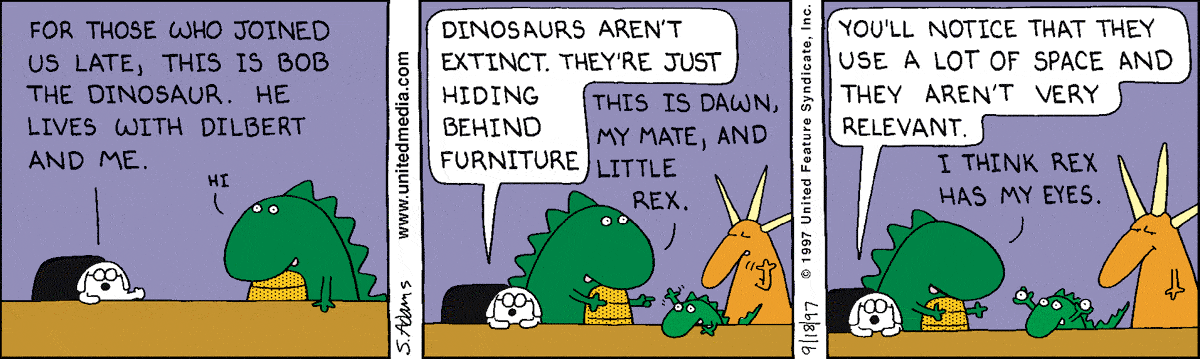 FOR THOSE WHO JOINED
US LATE, THIS IS BOB
THE DINOSAUR. HE
LIVES WITH DILBERT
AND ME.
HI
S. Adams
www.unitedmedia.com
DINOSAURS AREN'T
EXTINCT. THEY'RE JUST
HIDING
BEHIND
FURNITURE
THIS IS DAWN,
MY MATE, AND
LITTLE
REX.
9/18/97
© 1997 United Feature Syndicate, Inc.
YOU'LL NOTICE THAT THEY
USE A LOT OF SPACE AND
THEY AREN'T VERY
RELEVANT.
I THINK REX
HAS MY EYES.